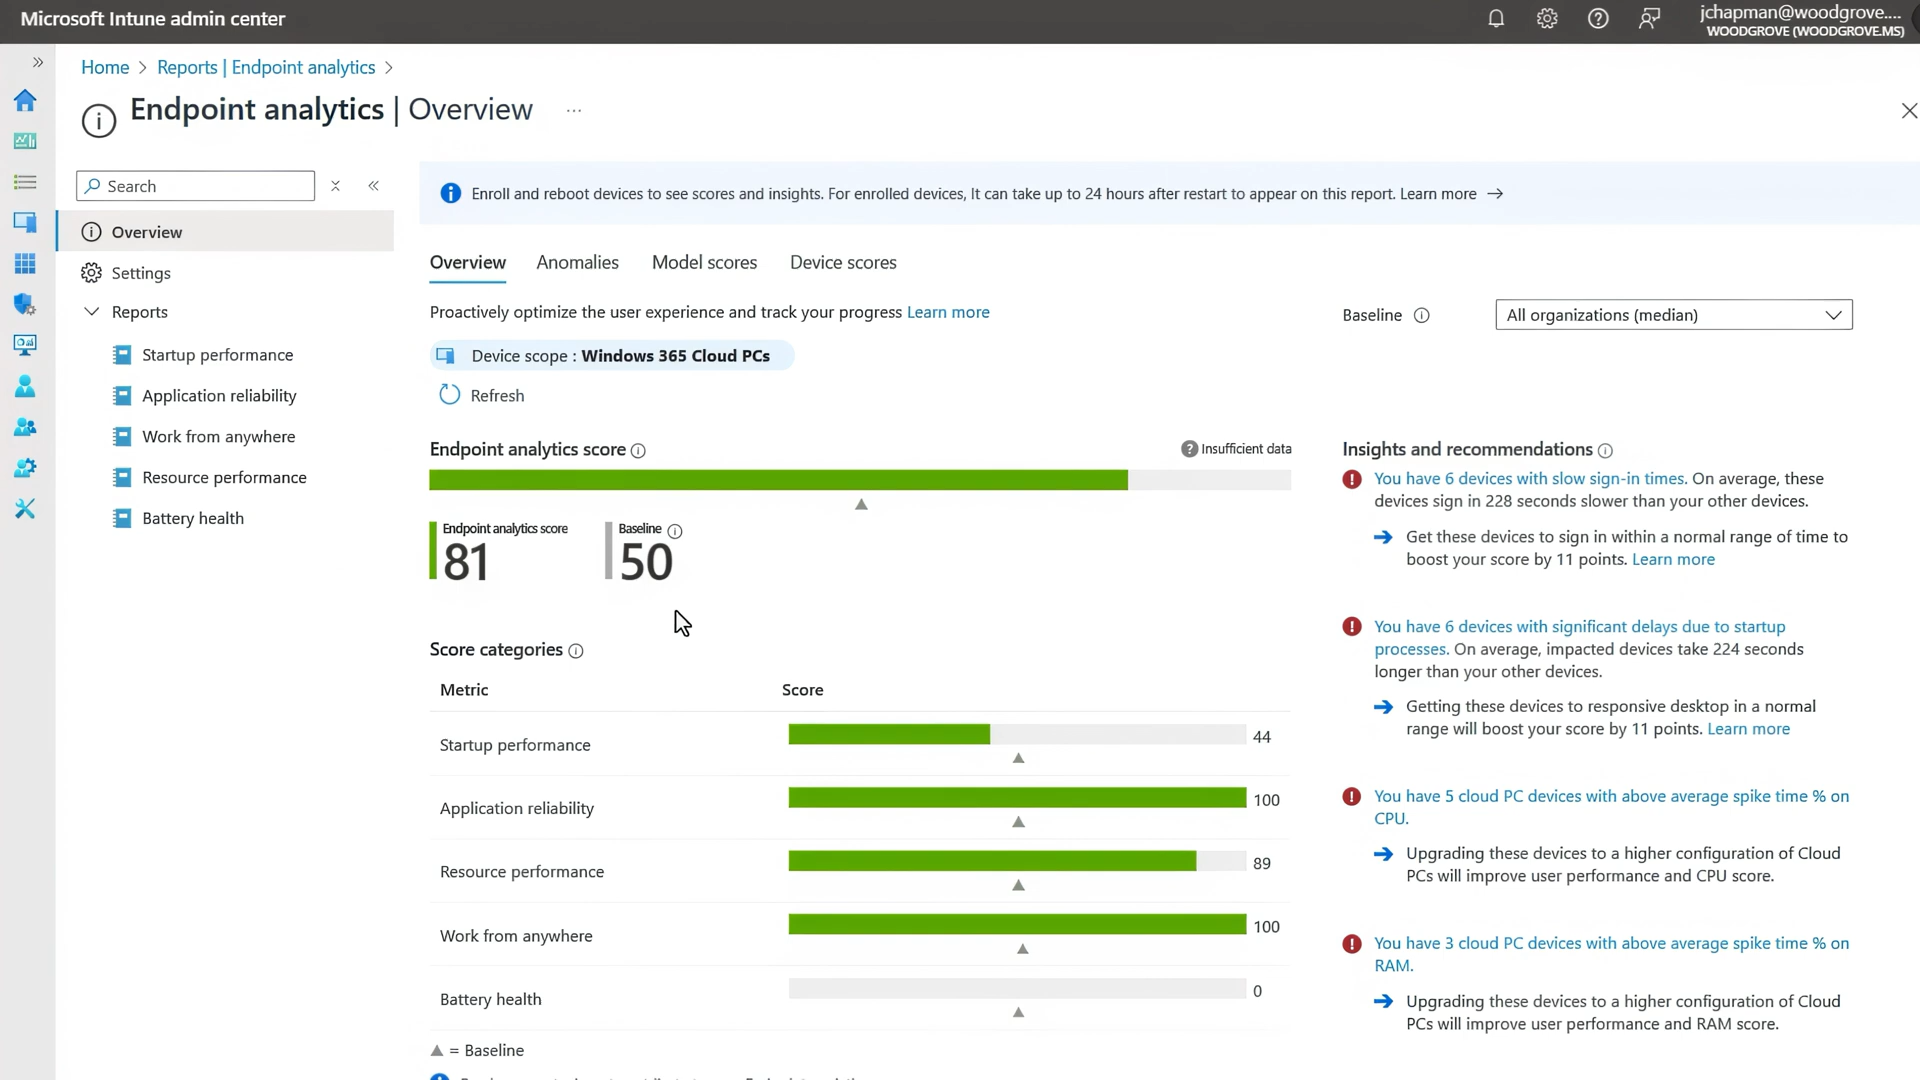 Microsoft Intune admin center
jchapman@woodgrove....
WOODGROVE (WOODGROVE.MS)
Home > Reports | Endpoint analytics >
Endpoint analytics | Overview ...
Search
Overview
Settings
Reports
Startup performance
Application reliability
Work from anywhere
Resource performance
Battery health
Enroll and reboot devices to see scores and insights. For enrolled devices, It can take up to 24 hours after restart to appear on this report. Learn more →
Overview Anomalies Model scores Device scores
Proactively optimize the user experience and track your progress Learn more
Baseline All organizations (median)
Device scope : Windows 365 Cloud PCs
Refresh
Endpoint analytics score
Insufficient data
Endpoint analytics score
81
Baseline
50
Score categories
Metric Score
Startup performance 44
Application reliability 100
Resource performance 89
Work from anywhere 100
Battery health 0
▲ = Baseline
Insights and recommendations
You have 6 devices with slow sign-in times. On average, these
devices sign in 228 seconds slower than your other devices.
Get these devices to sign in within a normal range of time to
boost your score by 11 points. Learn more
You have 6 devices with significant delays due to startup
processes. On average, impacted devices take 224 seconds
longer than your other devices.
Getting these devices to responsive desktop in a normal
range will boost your score by 11 points. Learn more
You have 5 cloud PC devices with above average spike time % on
CPU.
Upgrading these devices to a higher configuration of Cloud
PCs will improve user performance and CPU score.
You have 3 cloud PC devices with above average spike time % on
RAM.
Upgrading these devices to a higher configuration of Cloud
PCs will improve user performance and RAM score.